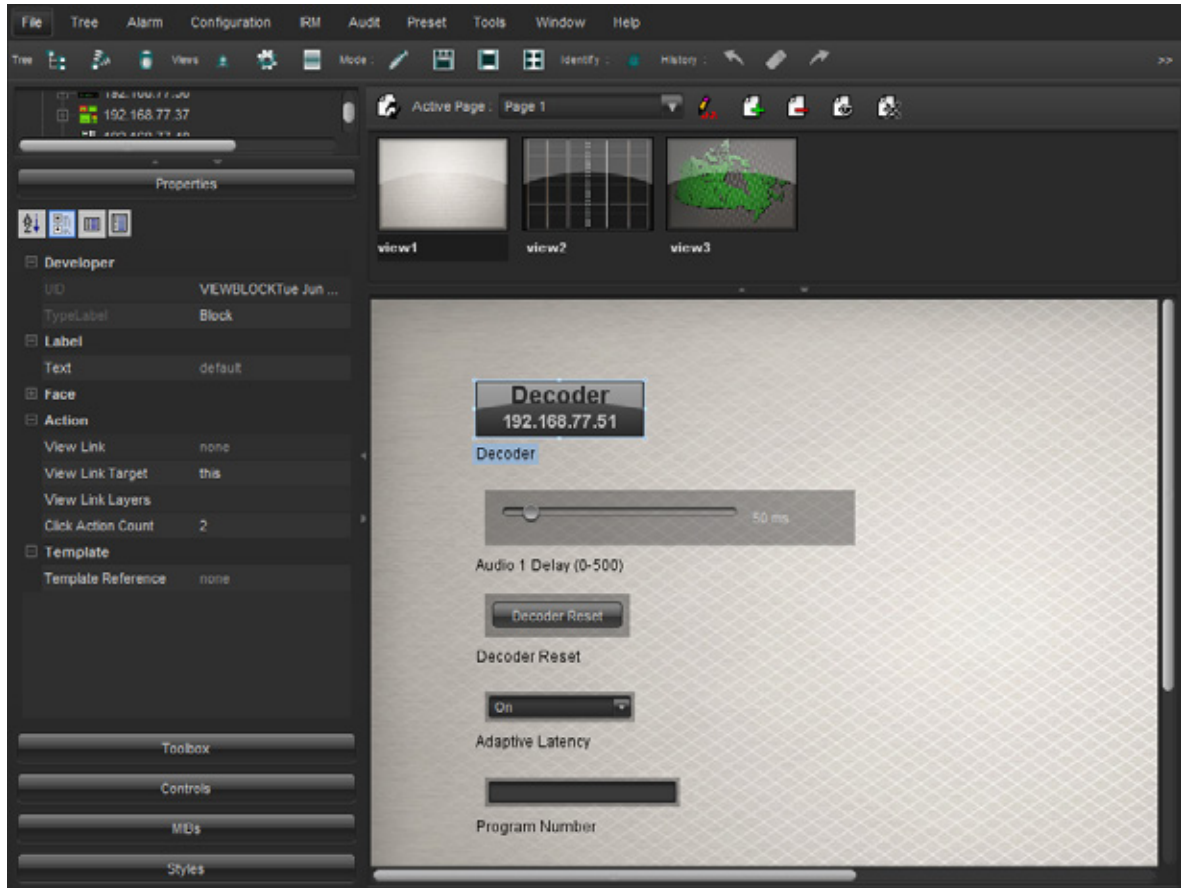 File Tree Alarm Configuration IRM Audit Preset Tools Window Help
Tree Views Mode : Identify : History : >>
192.168.77.37
Active Page : Page 1
Properties
view1 view2 view3
Developer
UID VIEWBLOCKTue Jun ...
TypeLabel Block
Label
Text default
Face
Action
View Link none
View Link Target this
View Link Layers
Click Action Count 2
Template
Template Reference none
Toolbox
Controls
MIBs
Styles
Decoder
192.168.77.51
Decoder
50 ms
Audio 1 Delay (0-500)
Decoder Reset
Decoder Reset
On
Adaptive Latency
Program Number